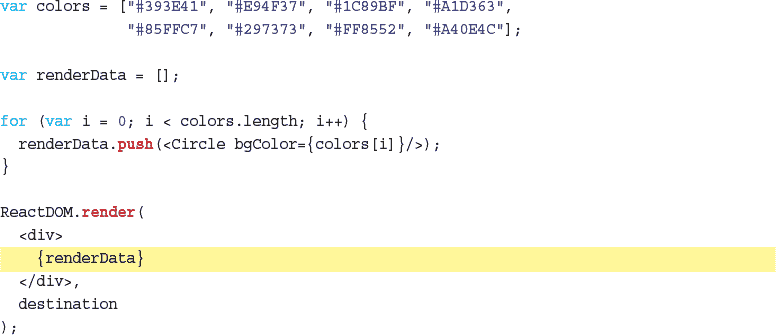 var colors = ["#393E41", "#E94F37", "#1C89BF", "#A1D363",
              "#85FFC7", "#297373", "#FF8552", "#A40E4C"];

var renderData = [];

for (var i = 0; i < colors.length; i++) {
  renderData.push(<Circle bgColor={colors[i]}/>);
}

ReactDOM.render(
  <div>
    {renderData}
  </div>,
  destination
);